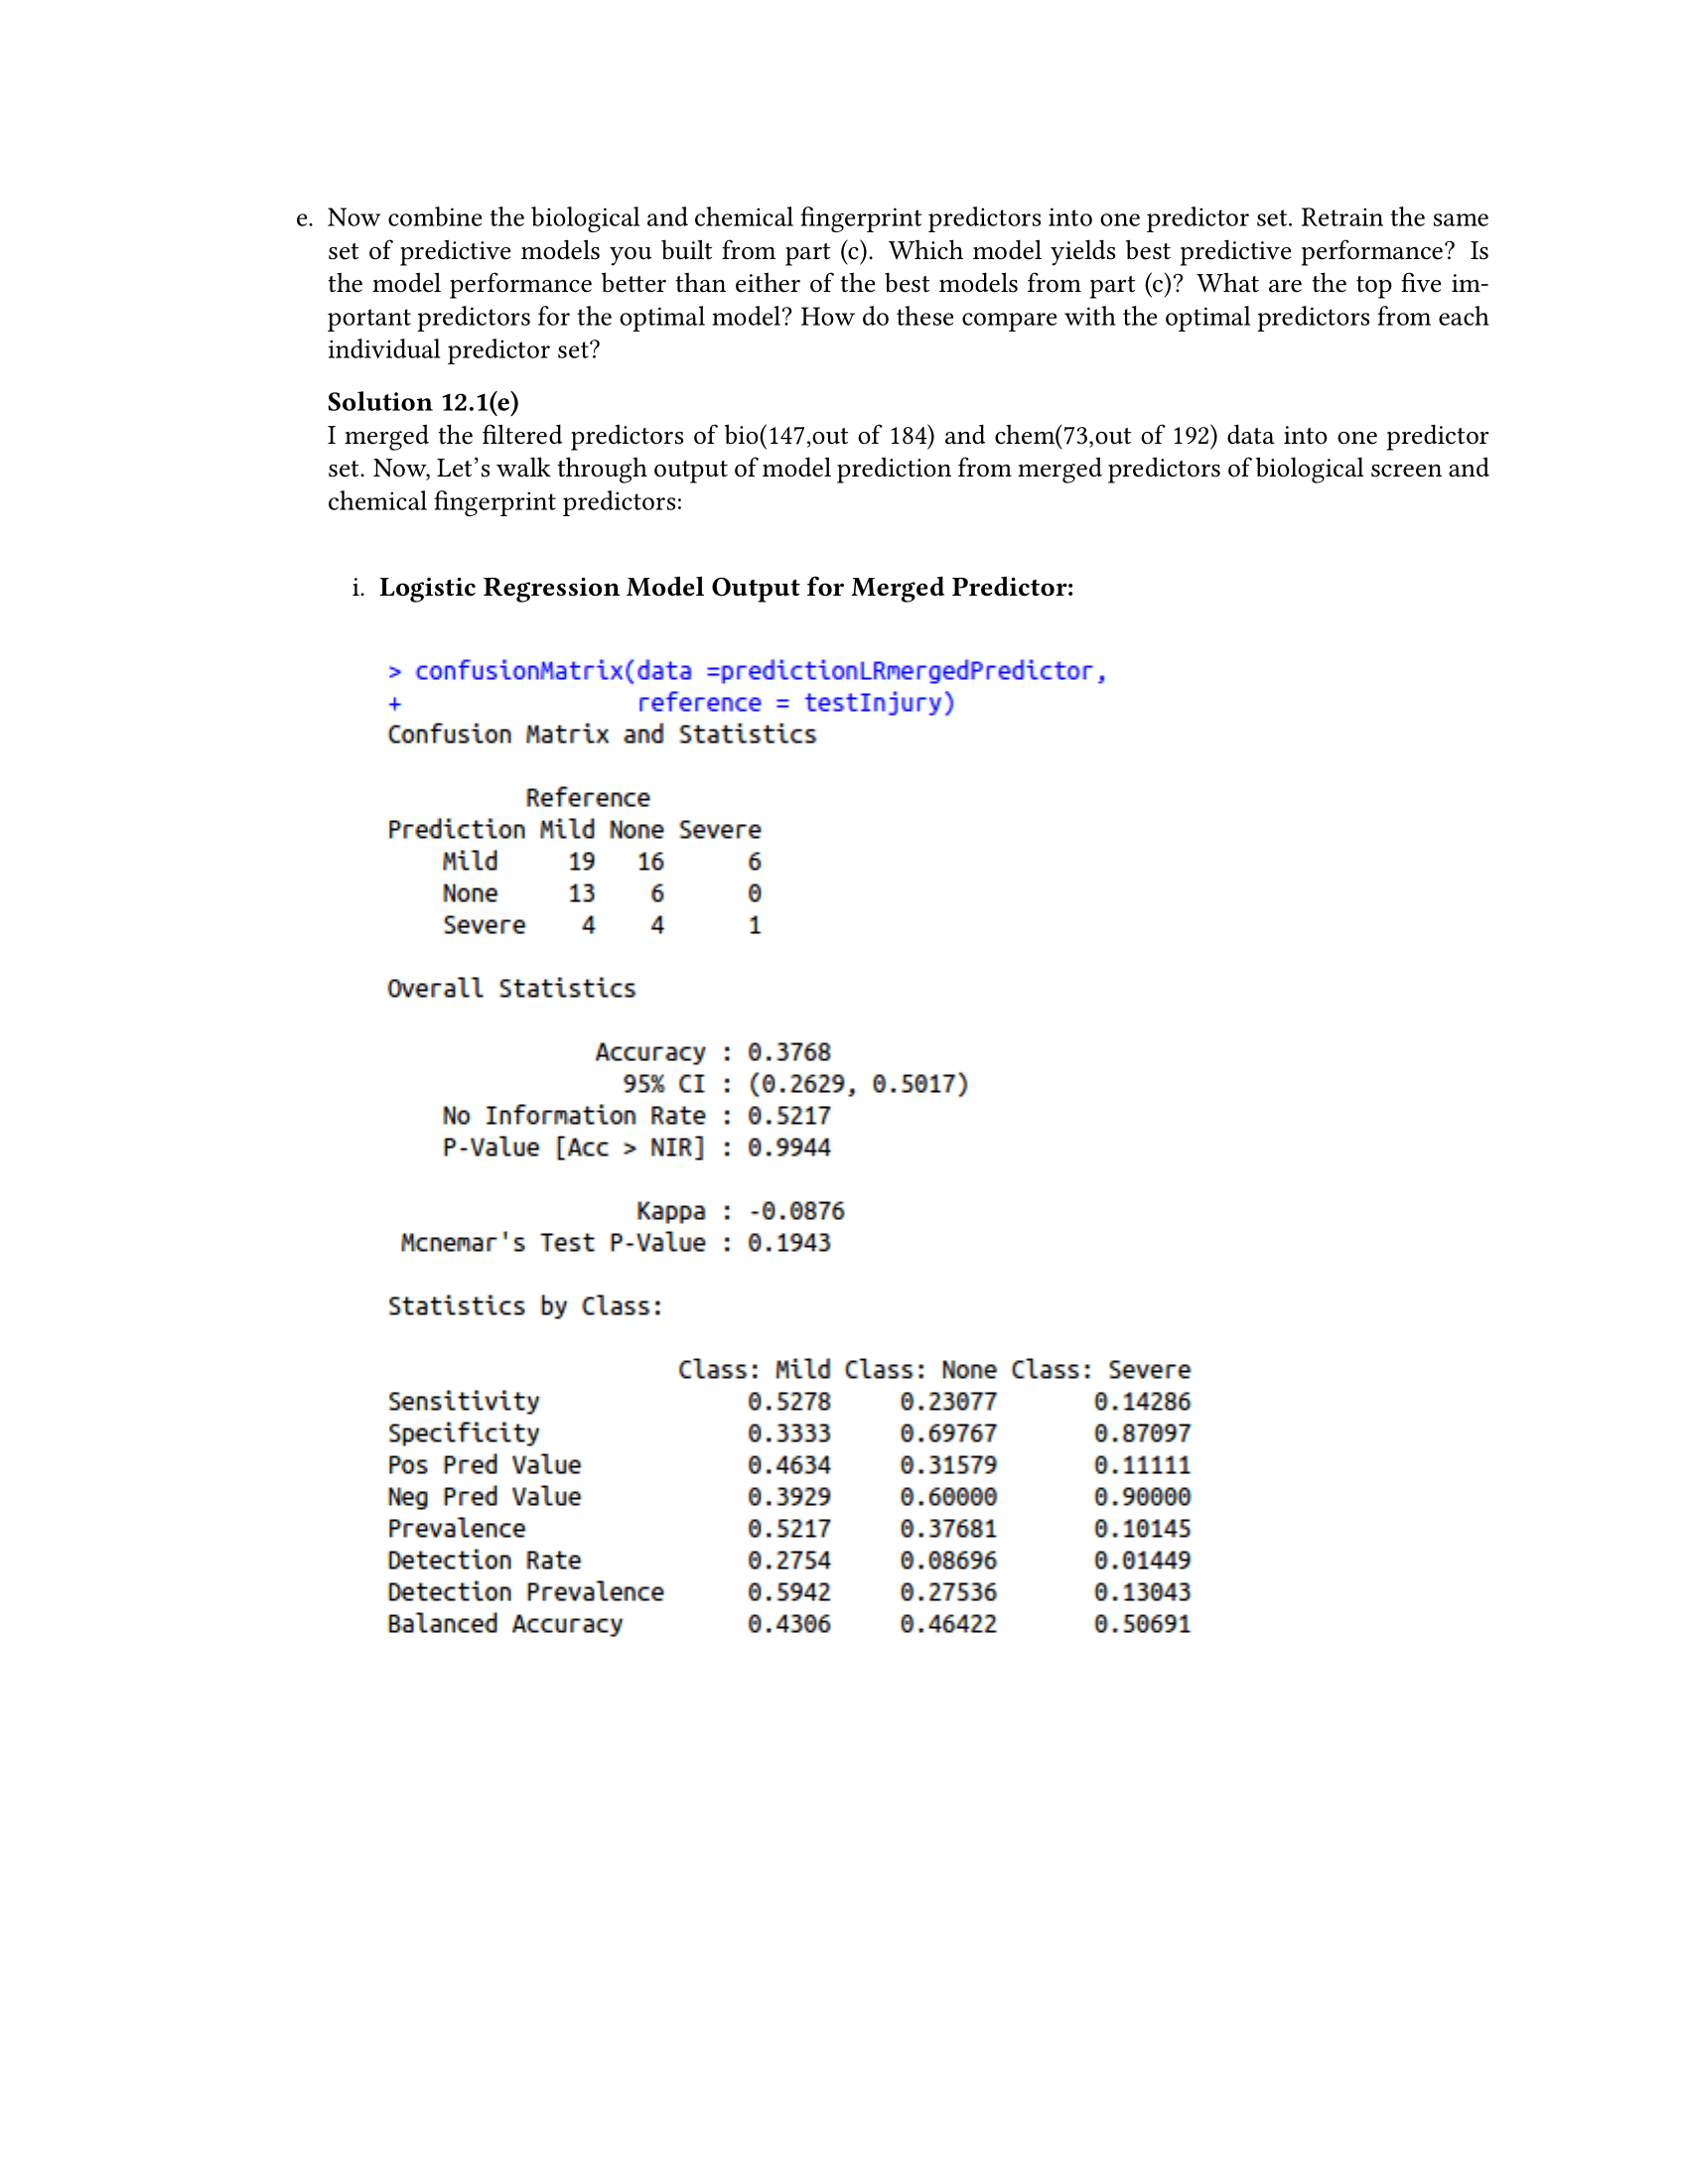 e. Now combine the biological and chemical fingerprint predictors into one predictor set. Retrain the same
set of predictive models you built from part (c). Which model yields best predictive performance? Is
the model performance better than either of the best models from part (c)? What are the top five im-
portant predictors for the optimal model? How do these compare with the optimal predictors from each
individual predictor set?
Solution 12.1(e)
I merged the filtered predictors of bio(147,out of 184) and chem(73,out of 192) data into one predictor
set. Now, Let's walk through output of model prediction from merged predictors of biological screen and
chemical fingerprint predictors:
i. Logistic Regression Model Output for Merged Predictor:
> confusionMatrix(data =predictionLRmergedPredictor,
+                 reference = testInjury)
Confusion Matrix and Statistics
          Reference
Prediction Mild None Severe
    Mild     19   16      6
    None     13    6      0
    Severe    4    4      1
Overall Statistics
               Accuracy : 0.3768
                 95% CI : (0.2629, 0.5017)
    No Information Rate : 0.5217
    P-Value [Acc > NIR] : 0.9944
                  Kappa : -0.0876
 Mcnemar's Test P-Value : 0.1943
Statistics by Class:
                     Class: Mild Class: None Class: Severe
Sensitivity               0.5278     0.23077       0.14286
Specificity               0.3333     0.69767       0.87097
Pos Pred Value            0.4634     0.31579       0.11111
Neg Pred Value            0.3929     0.60000       0.90000
Prevalence                0.5217     0.37681       0.10145
Detection Rate            0.2754     0.08696       0.01449
Detection Prevalence      0.5942     0.27536       0.13043
Balanced Accuracy         0.4306     0.46422       0.50691